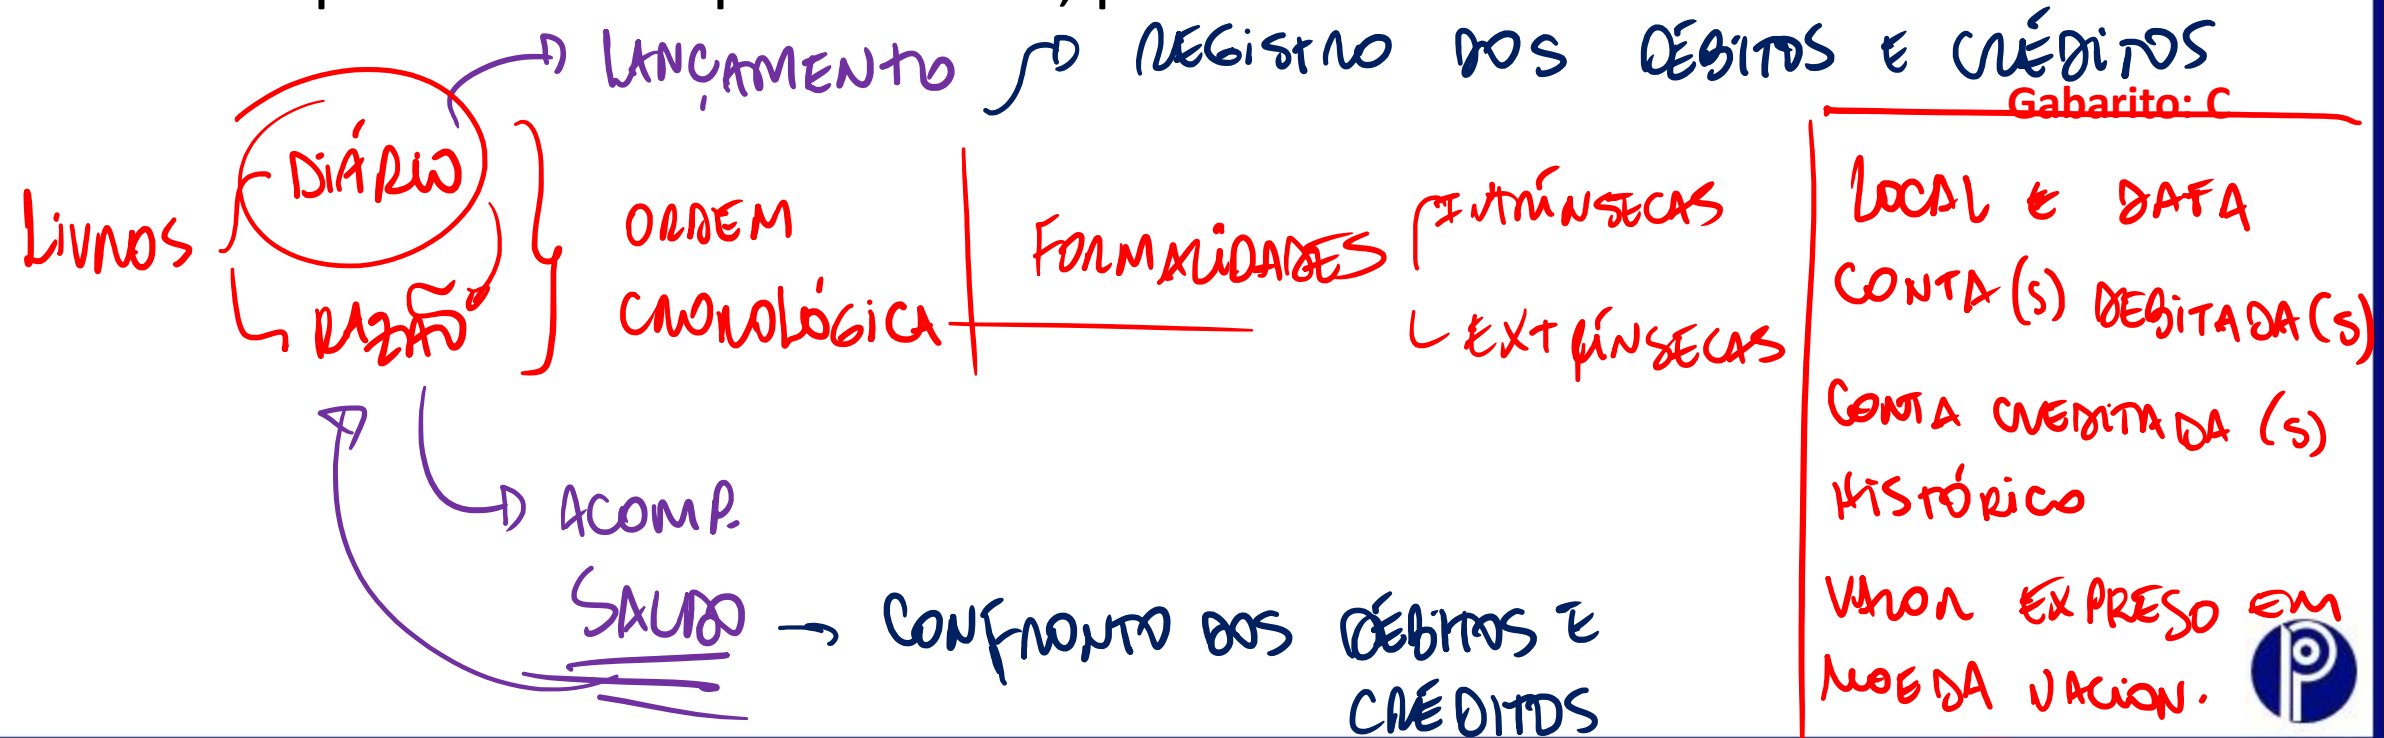 LANÇAMENTO
REGISTRO DOS DÉBITOS E CRÉDITOS
Gabarito: C
LIVROS
DIÁRIO
RAZÃO
ORDEM
CRONOLÓGICA
FORMALIDADES
INTRÍNSECAS
EXTRÍNSECAS
LOCAL E DATA
CONTA(S) DEBITADA(S)
CONTA CREDITADA (S)
HISTÓRICO
VALOR EXPRESO EM
MOEDA NACION.
ACOMP.
SALDO → CONFRONTO DOS DÉBITOS E
CRÉDITOS